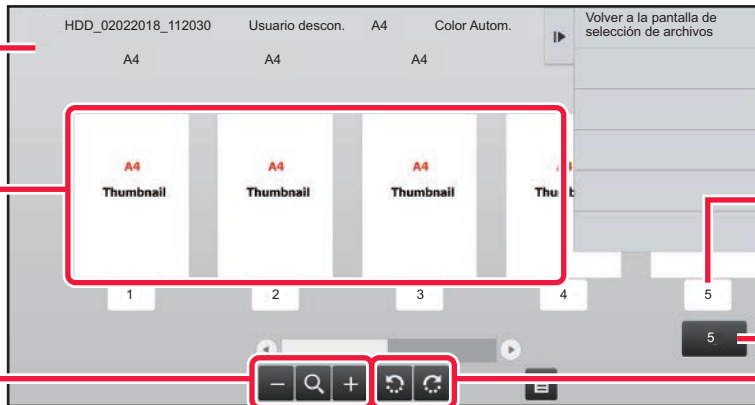 HDD_02022018_112030 Usuario descon. A4 Color Autom.
Volver a la pantalla de
selección de archivos
A4 A4 A4
A4 A4 A4
Thumbnail Thumbnail Thumbnail
1 2 3 4 5
5